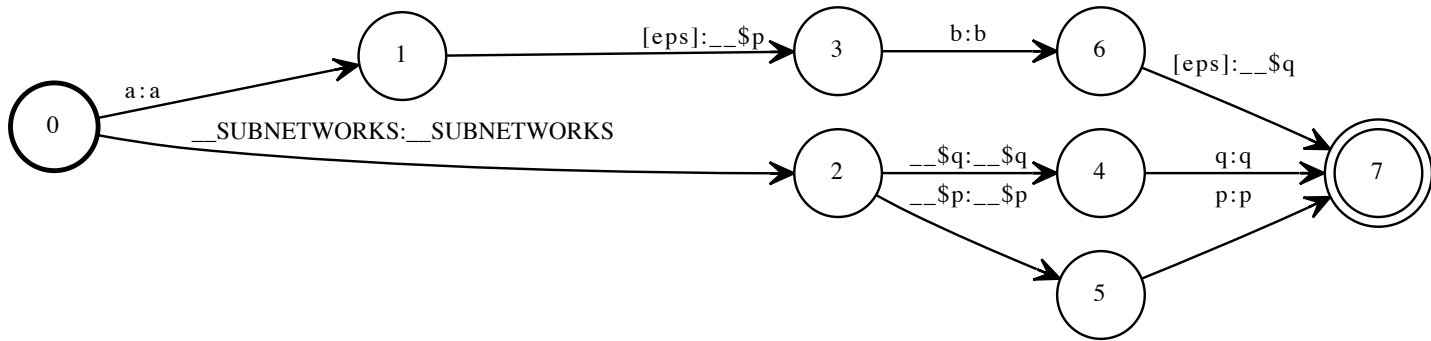 0
a:a
1
[eps]:__$p
3
b:b
6
[eps]:__$q
__SUBNETWORKS:__SUBNETWORKS
2
__$q:__$q
4
q:q
7
__$p:__$p
5
p:p